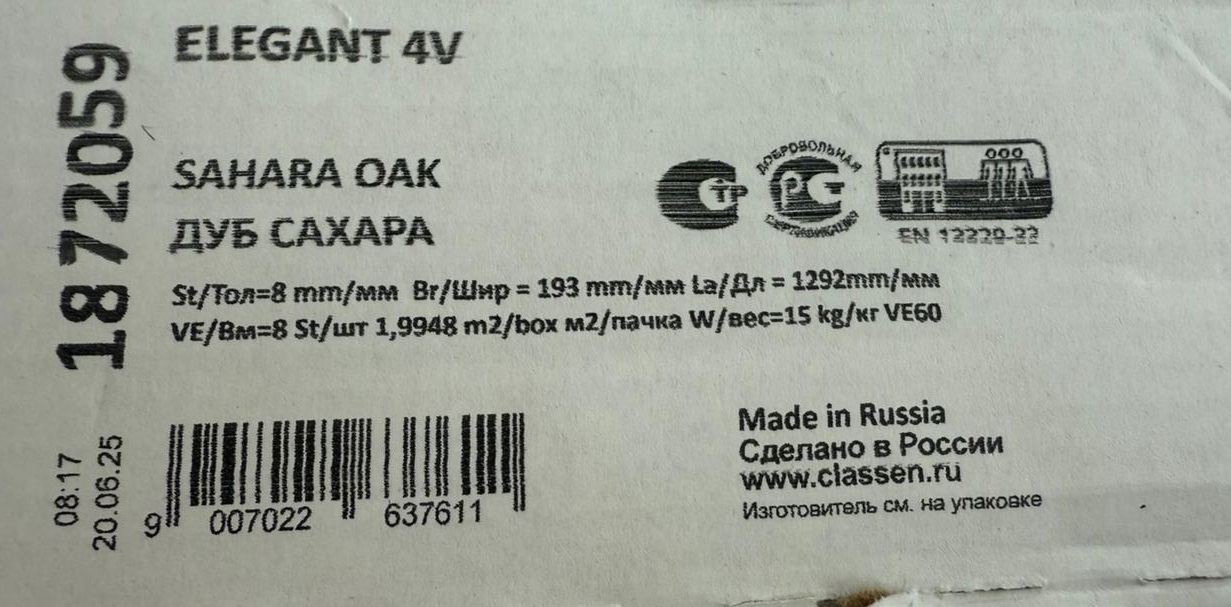 1872059
ELEGANT 4V
SAHARA OAK
ДУБ САХАРА
ДОБРОВОЛЬНАЯ
РСТ
СЕРТИФИКАЦИЯ
EN 13329-33
St/Тол=8 mm/мм Br/Шир = 193 mm/мм La/Дл = 1292mm/мм
VE/Вм=8 St/шт 1,9948 m2/box м2/пачка W/вес=15 kg/кг VE60
08:17
20.06.25
9 007022 637611
Made in Russia
Сделано в России
www.classen.ru
Изготовитель см. на упаковке